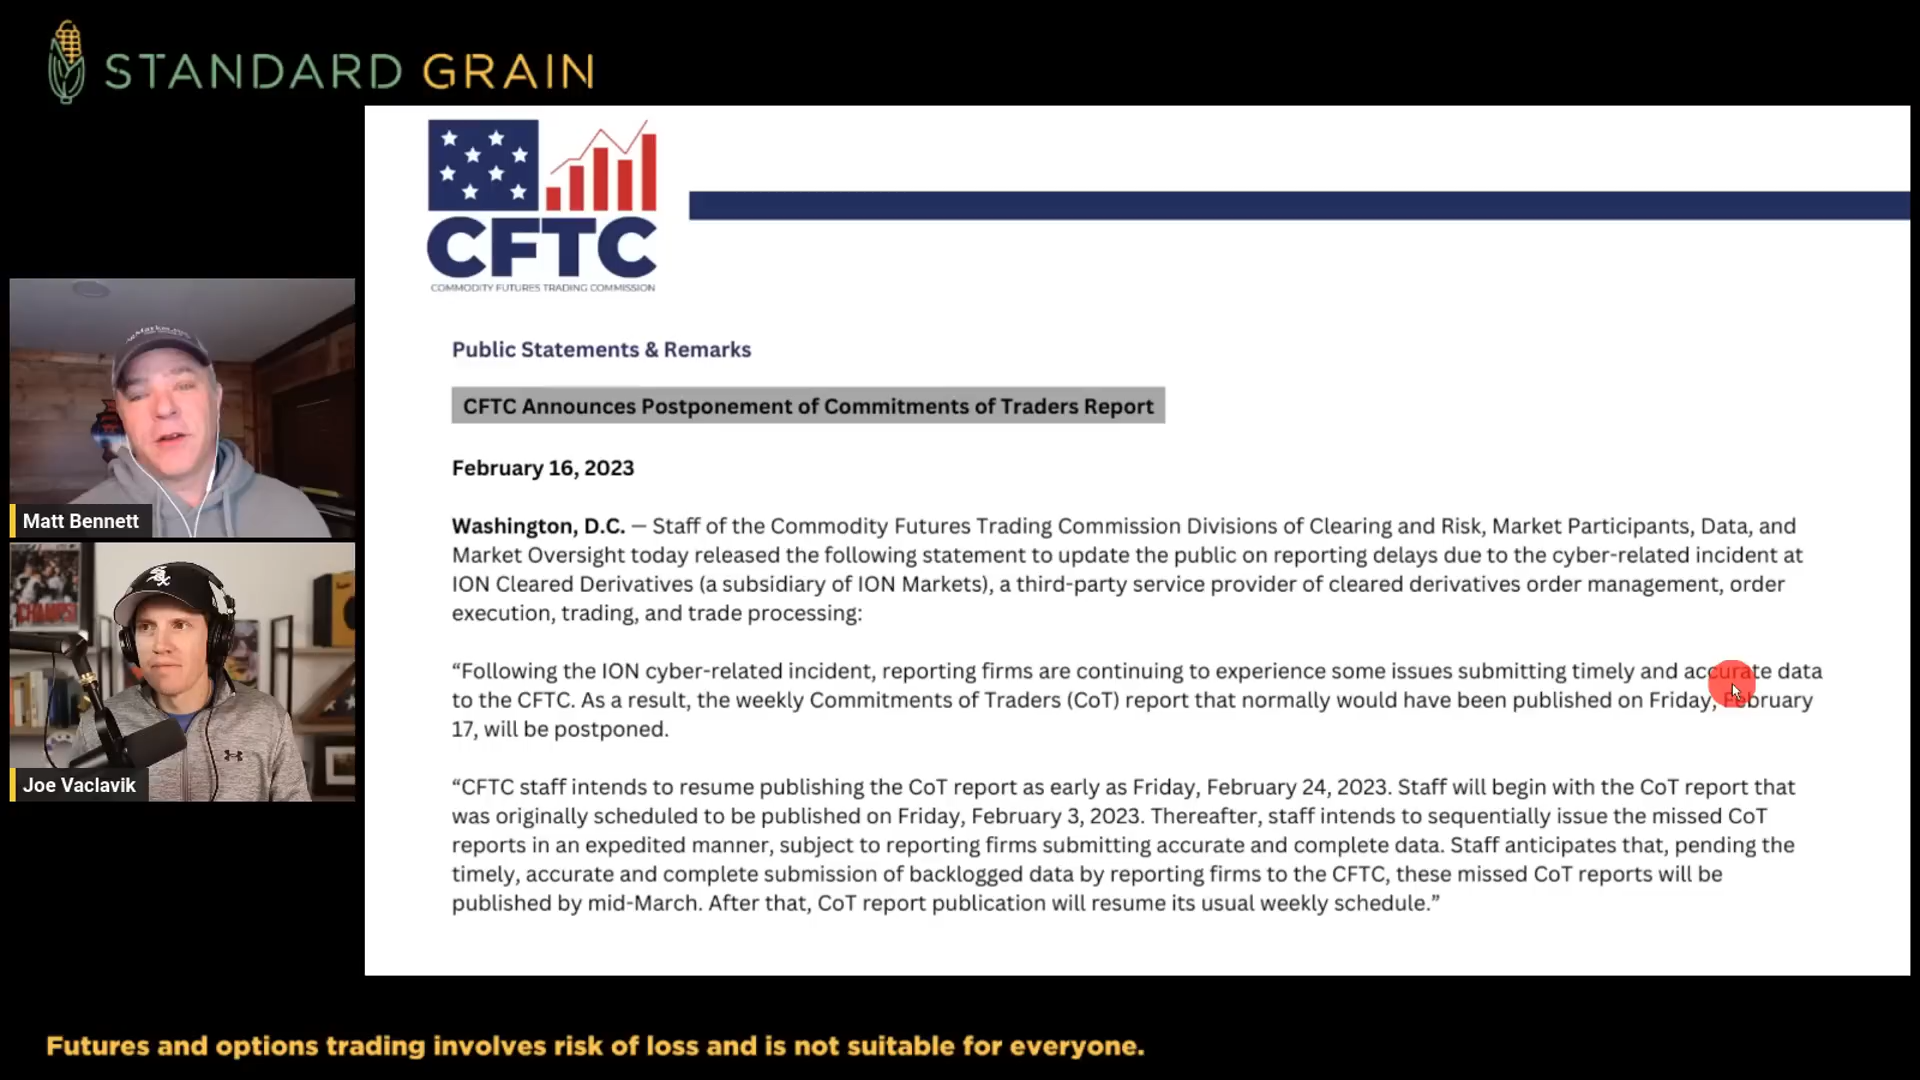 STANDARD GRAIN
CFTC
COMMODITY FUTURES TRADING COMMISSION
Public Statements & Remarks
CFTC Announces Postponement of Commitments of Traders Report
February 16, 2023
Washington, D.C. — Staff of the Commodity Futures Trading Commission Divisions of Clearing and Risk, Market Participants, Data, and
Market Oversight today released the following statement to update the public on reporting delays due to the cyber-related incident at
ION Cleared Derivatives (a subsidiary of ION Markets), a third-party service provider of cleared derivatives order management, order
execution, trading, and trade processing:
“Following the ION cyber-related incident, reporting firms are continuing to experience some issues submitting timely and accurate data
to the CFTC. As a result, the weekly Commitments of Traders (CoT) report that normally would have been published on Friday, February
17, will be postponed.
“CFTC staff intends to resume publishing the CoT report as early as Friday, February 24, 2023. Staff will begin with the CoT report that
was originally scheduled to be published on Friday, February 3, 2023. Thereafter, staff intends to sequentially issue the missed CoT
reports in an expedited manner, subject to reporting firms submitting accurate and complete data. Staff anticipates that, pending the
timely, accurate and complete submission of backlogged data by reporting firms to the CFTC, these missed CoT reports will be
published by mid-March. After that, CoT report publication will resume its usual weekly schedule.”
Matt Bennett
CHAMPS!
Joe Vaclavik
Futures and options trading involves risk of loss and is not suitable for everyone.